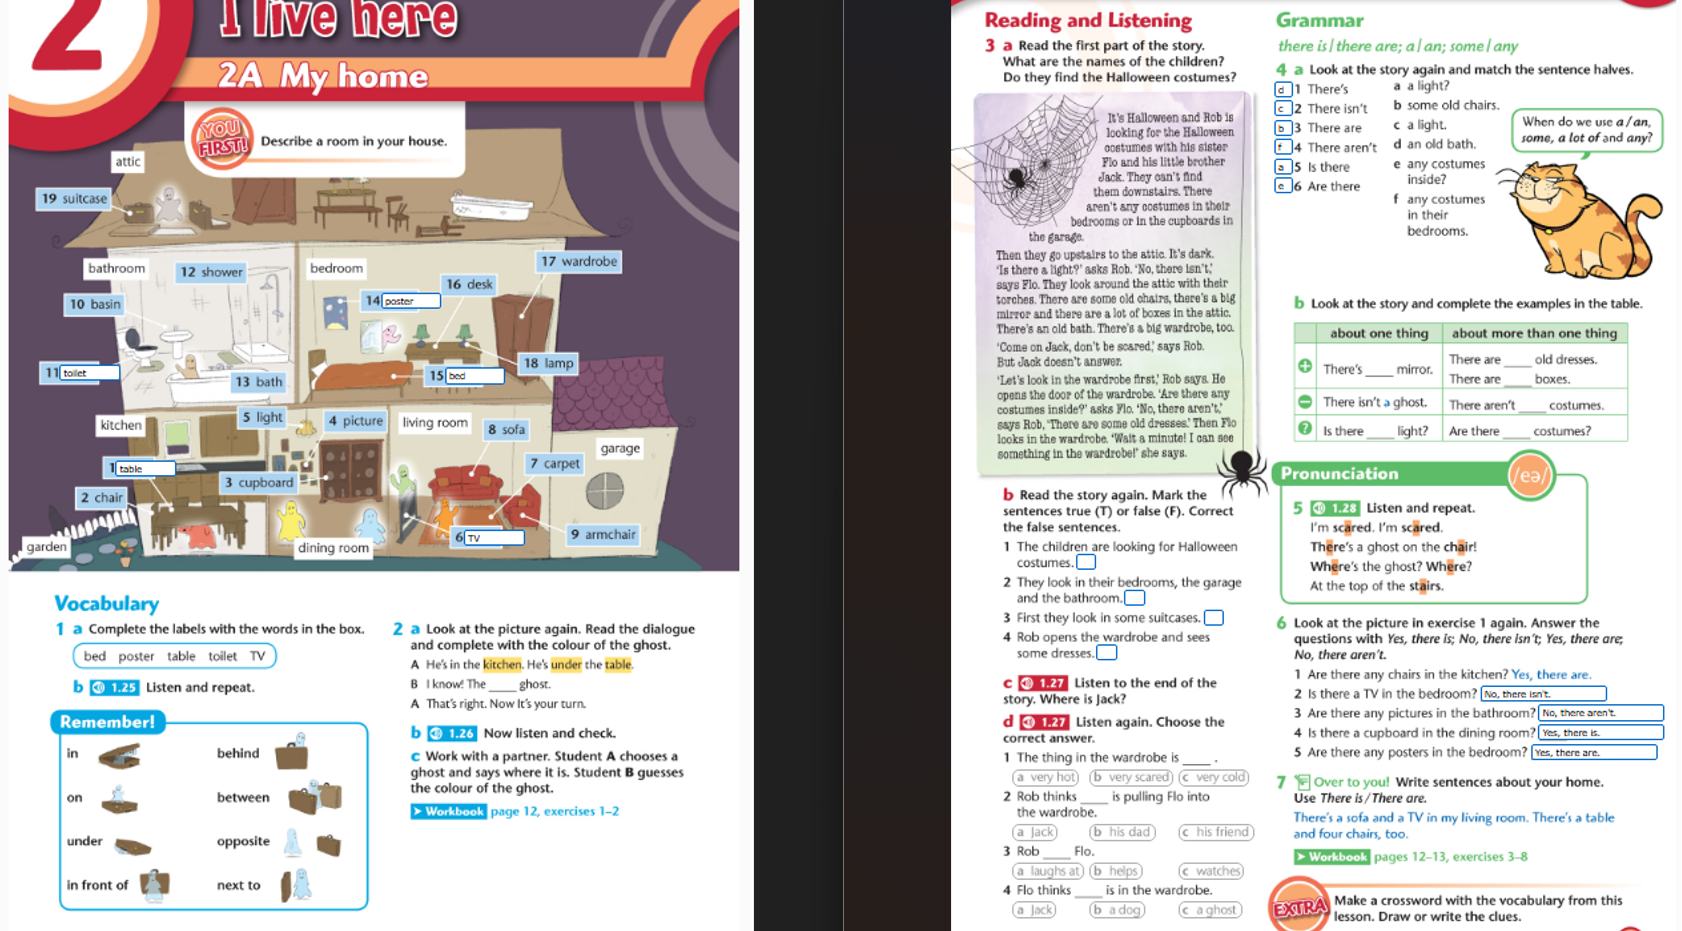 2
I live here
2A My home
YOU FIRST!
Describe a room in your house.
attic
19 suitcase
bathroom
12 shower
bedroom
17 wardrobe
16 desk
10 basin
14 poster
11 toilet
13 bath
15 bed
18 lamp
kitchen
5 light
4 picture
living room
8 sofa
garage
1 table
3 cupboard
7 carpet
2 chair
6 TV
9 armchair
garden
dining room
Vocabulary
1 a Complete the labels with the words in the box.
bed poster table toilet TV
b 1.25 Listen and repeat.
Remember!
in
behind
on
between
under
opposite
in front of
next to
2 a Look at the picture again. Read the dialogue
and complete with the colour of the ghost.
A He's in the kitchen. He's under the table.
B I know! The ____ ghost.
A That's right. Now It's your turn.
b 1.26 Now listen and check.
c Work with a partner. Student A chooses a
ghost and says where it is. Student B guesses
the colour of the ghost.
Workbook page 12, exercises 1–2
Reading and Listening
3 a Read the first part of the story.
What are the names of the children?
Do they find the Halloween costumes?
It's Halloween and Rob is
looking for the Halloween
costumes with his sister
Flo and his little brother
Jack. They can't find
them downstairs. There
aren't any costumes in their
bedrooms or in the cupboards in
the garage.
Then they go upstairs to the attic. It's dark.
'Is there a light?' asks Rob. 'No, there isn't,'
says Flo. They look around the attic with their
torches. There are some old chairs, there's a big
mirror and there are a lot of boxes in the attic.
There's an old bath. There's a big wardrobe, too.
'Come on Jack, don't be scared,' says Rob.
But Jack doesn't answer.
'Let's look in the wardrobe first,' Rob says. He
opens the door of the wardrobe. 'Are there any
costumes inside?' asks Flo. 'No, there aren't,'
says Rob, 'There are some old dresses.' Then Flo
looks in the wardrobe. 'Wait a minute! I can see
something in the wardrobe!' she says.
b Read the story again. Mark the
sentences true (T) or false (F). Correct
the false sentences.
1 The children are looking for Halloween
costumes.
2 They look in their bedrooms, the garage
and the bathroom.
3 First they look in some suitcases.
4 Rob opens the wardrobe and sees
some dresses.
c 1.27 Listen to the end of the
story. Where is Jack?
d 1.27 Listen again. Choose the
correct answer.
1 The thing in the wardrobe is ____ .
a very hot b very scared c very cold
2 Rob thinks ____ is pulling Flo into
the wardrobe.
a Jack b his dad c his friend
3 Rob ____ Flo.
a laughs at b helps c watches
4 Flo thinks ____ is in the wardrobe.
a Jack b a dog c a ghost
Grammar
there is / there are; a / an; some / any
4 a Look at the story again and match the sentence halves.
d 1 There's
c 2 There isn't
b 3 There are
f 4 There aren't
a 5 Is there
e 6 Are there
a a light?
b some old chairs.
c a light.
d an old bath.
e any costumes
inside?
f any costumes
in their
bedrooms.
When do we use a / an,
some, a lot of and any?
b Look at the story and complete the examples in the table.
about one thing about more than one thing
+ There's ____ mirror.
There are ____ old dresses.
There are ____ boxes.
– There isn't a ghost. There aren't ____ costumes.
? Is there ____ light? Are there ____ costumes?
Pronunciation /eə/
5 1.28 Listen and repeat.
I'm scared. I'm scared.
There's a ghost on the chair!
Where's the ghost? Where?
At the top of the stairs.
6 Look at the picture in exercise 1 again. Answer the
questions with Yes, there is; No, there isn't; Yes, there are;
No, there aren't.
1 Are there any chairs in the kitchen? Yes, there are.
2 Is there a TV in the bedroom? No, there isn't.
3 Are there any pictures in the bathroom? No, there aren't.
4 Is there a cupboard in the dining room? Yes, there is.
5 Are there any posters in the bedroom? Yes, there are.
7 Over to you! Write sentences about your home.
Use There is / There are.
There's a sofa and a TV in my living room. There's a table
and four chairs, too.
Workbook pages 12–13, exercises 3–8
EXTRA Make a crossword with the vocabulary from this
lesson. Draw or write the clues.